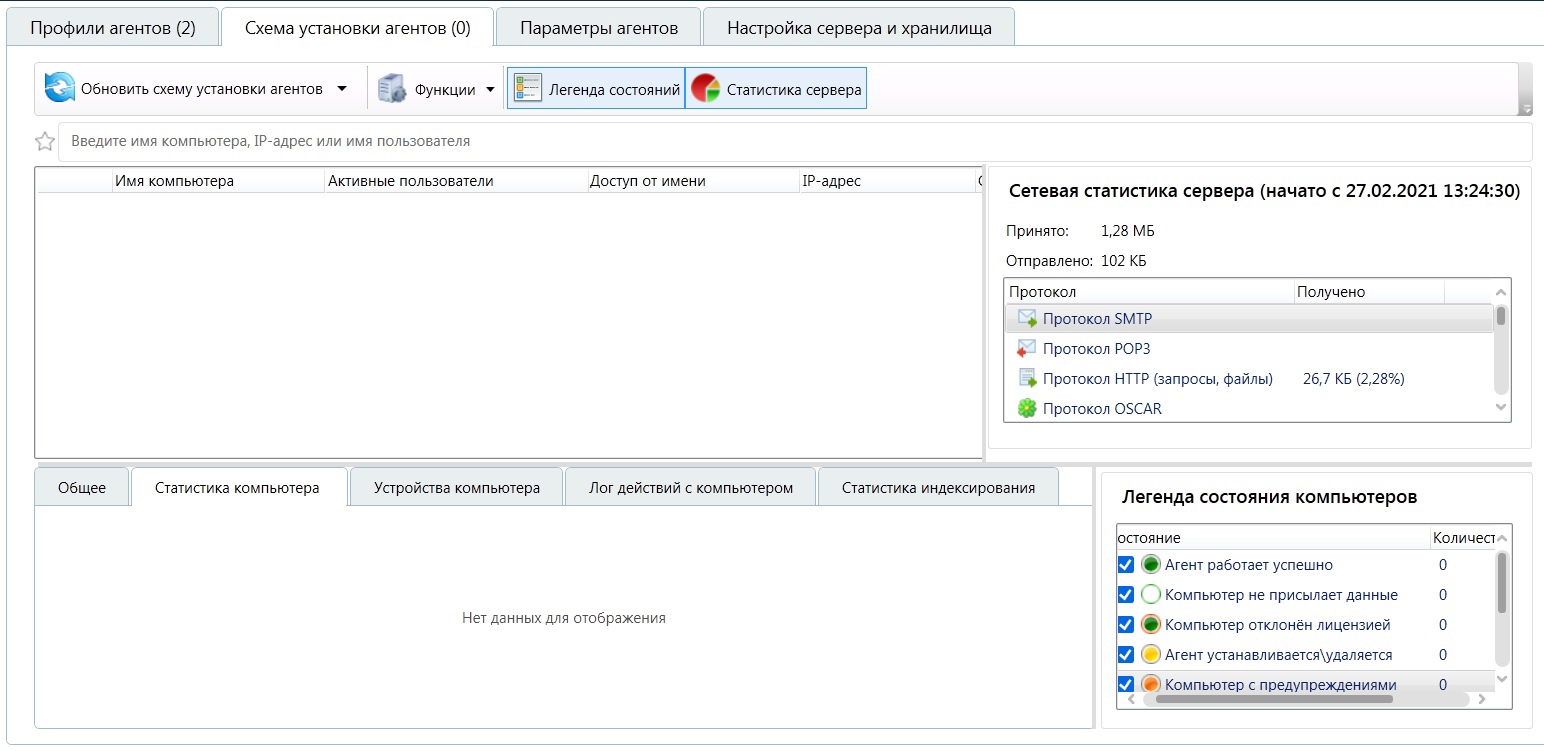 Профили агентов (2) Схема установки агентов (0) Параметры агентов Настройка сервера и хранилища
Обновить схему установки агентов Функции Легенда состояний Статистика сервера
Введите имя компьютера, IP-адрес или имя пользователя
Имя компьютера Активные пользователи Доступ от имени IP-адрес
Сетевая статистика сервера (начато с 27.02.2021 13:24:30)
Принято: 1,28 МБ
Отправлено: 102 КБ
Протокол Получено
Протокол SMTP
Протокол POP3
Протокол HTTP (запросы, файлы) 26,7 КБ (2,28%)
Протокол OSCAR
Общее Статистика компьютера Устройства компьютера Лог действий с компьютером Статистика индексирования
Нет данных для отображения
Легенда состояния компьютеров
остояние Количест
Агент работает успешно 0
Компьютер не присылает данные 0
Компьютер отклонён лицензией 0
Агент устанавливается\удаляется 0
Компьютер с предупреждениями 0